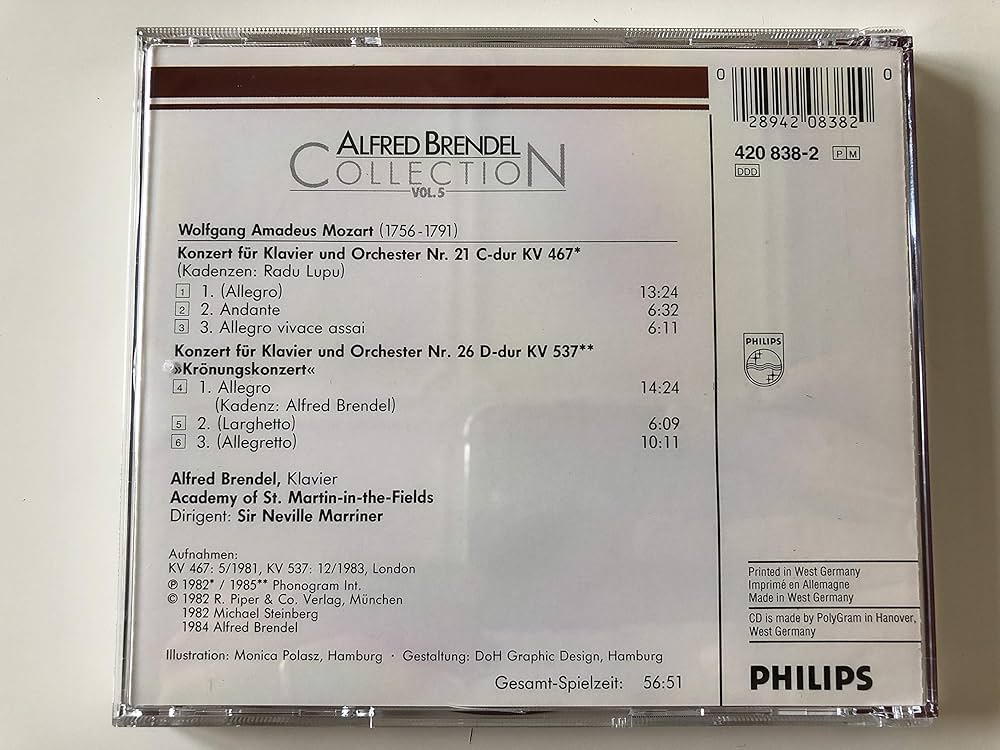 ALFRED BRENDEL
COLLECTION
VOL. 5
Wolfgang Amadeus Mozart (1756-1791)
Konzert für Klavier und Orchester Nr. 21 C-dur KV 467*
(Kadenzen: Radu Lupu)
1 1. (Allegro) 13:24
2 2. Andante 6:32
3 3. Allegro vivace assai 6:11
Konzert für Klavier und Orchester Nr. 26 D-dur KV 537**
»Krönungskonzert«
4 1. Allegro 14:24
(Kadenz: Alfred Brendel)
5 2. (Larghetto) 6:09
6 3. (Allegretto) 10:11
Alfred Brendel, Klavier
Academy of St. Martin-in-the-Fields
Dirigent: Sir Neville Marriner
Aufnahmen:
KV 467: 5/1981, KV 537: 12/1983, London
℗ 1982* / 1985** Phonogram Int.
© 1982 R. Piper & Co. Verlag, München
1982 Michael Steinberg
1984 Alfred Brendel
Illustration: Monica Polasz, Hamburg · Gestaltung: DoH Graphic Design, Hamburg
Gesamt-Spielzeit: 56:51
0 28942 08382 0
420 838-2 PM
DDD
PHILIPS
Printed in West Germany
Imprimé en Allemagne
Made in West Germany
CD is made by PolyGram in Hanover,
West Germany
PHILIPS